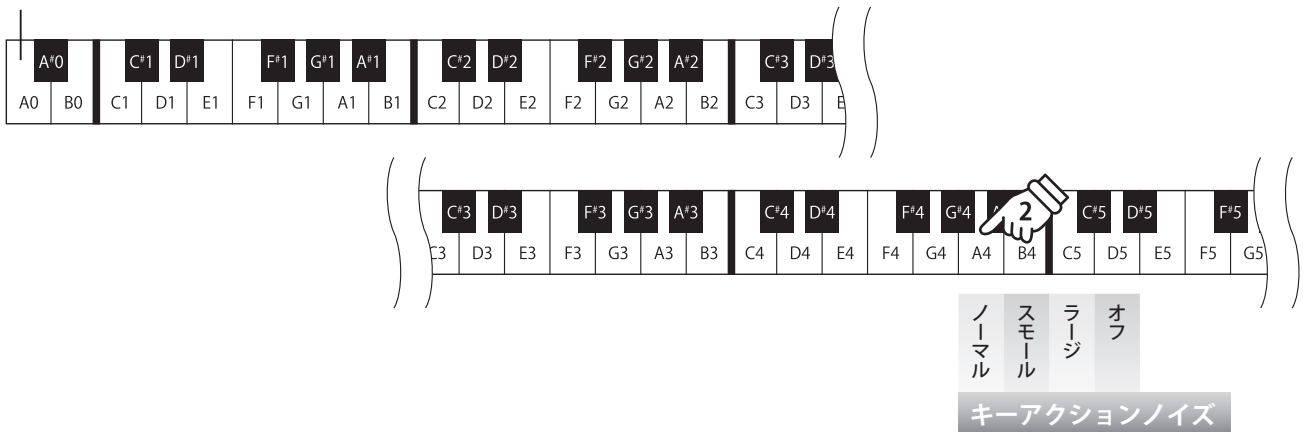 A#0 C#1 D#1 F#1 G#1 A#1 C#2 D#2 F#2 G#2 A#2 C#3 D#3
A0 B0 C1 D1 E1 F1 G1 A1 B1 C2 D2 E2 F2 G2 A2 B2 C3 D3 E
C#3 D#3 F#3 G#3 A#3 C#4 D#4 F#4 G#4 2 C#5 D#5 F#5
C3 D3 E3 F3 G3 A3 B3 C4 D4 E4 F4 G4 A4 B4 C5 D5 E5 F5 G5
ノーマル
スモール
ラージ
オフ
キーアクションノイズ